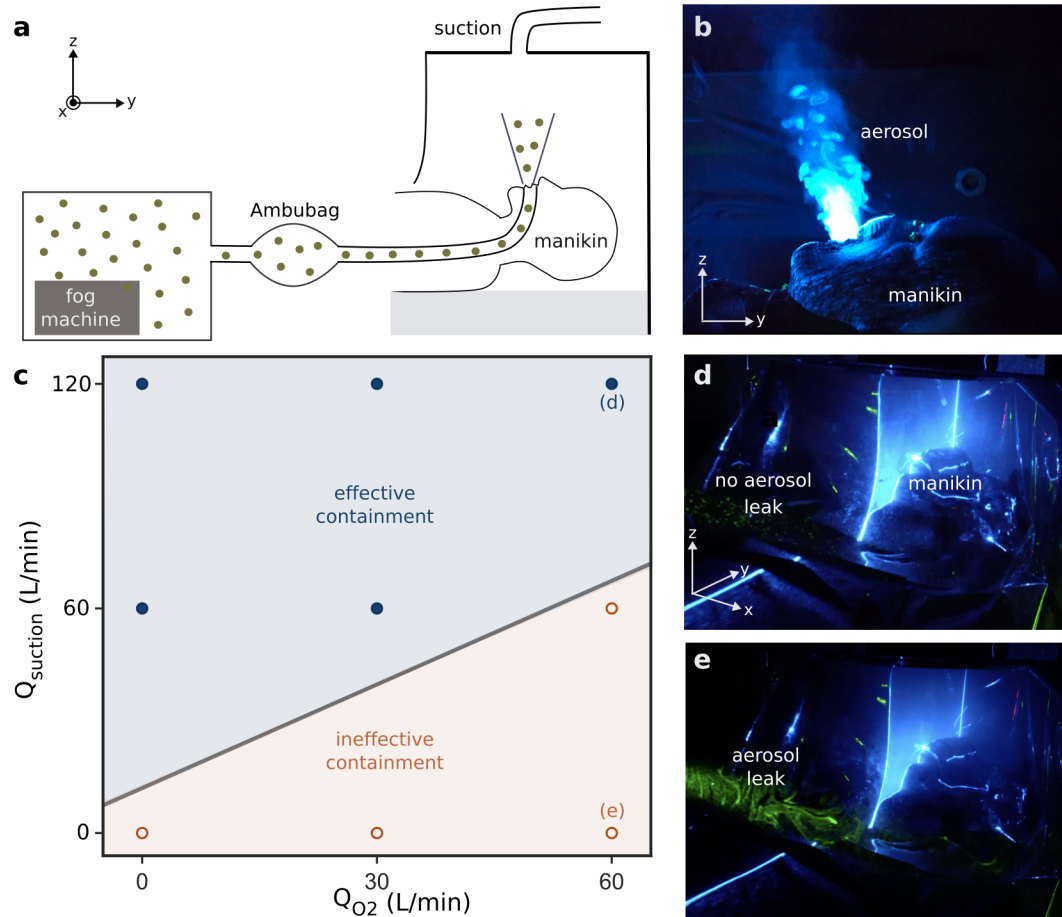 a
suction
z
y
x
Ambubag
manikin
fog
machine
b
aerosol
manikin
z
y
c
120
(d)
effective
containment
60
ineffective
containment
(e)
0
0
30
60
Q_suction (L/min)
Q_O2 (L/min)
d
a
no aerosol
leak
manikin
z
y
x
e
aerosol
leak